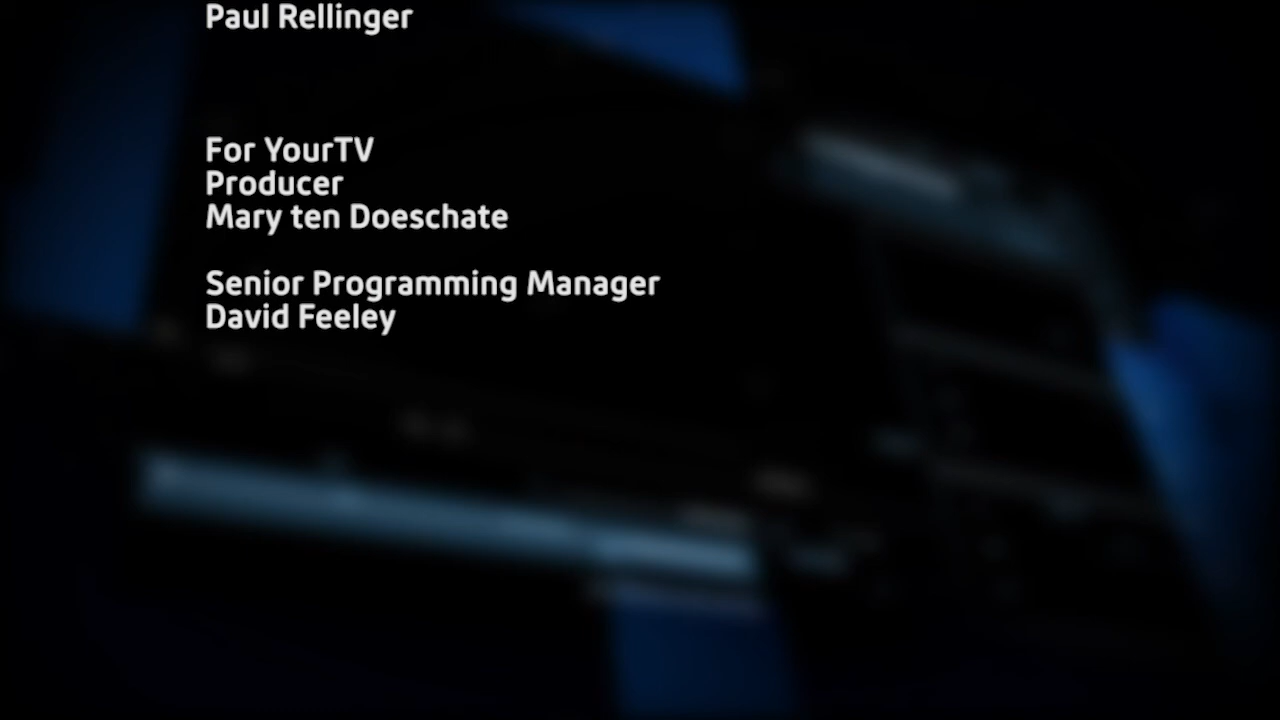 Paul Rellinger
For YourTV
Producer
Mary ten Doeschate
Senior Programming Manager
David Feeley